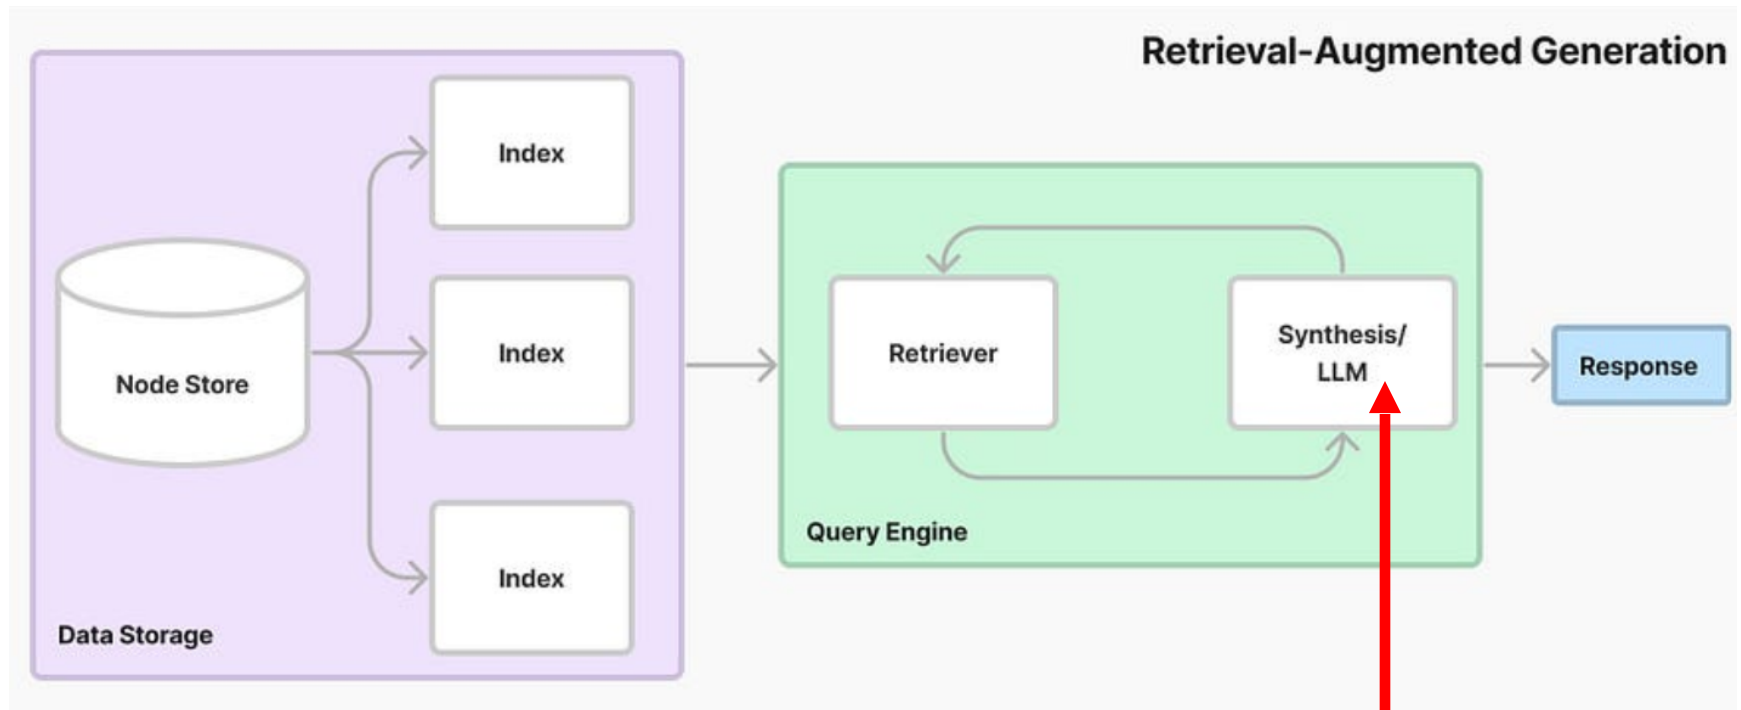 Retrieval-Augmented Generation
Index
Node Store
Index
Index
Data Storage
Retriever
Synthesis/
LLM
Query Engine
Response